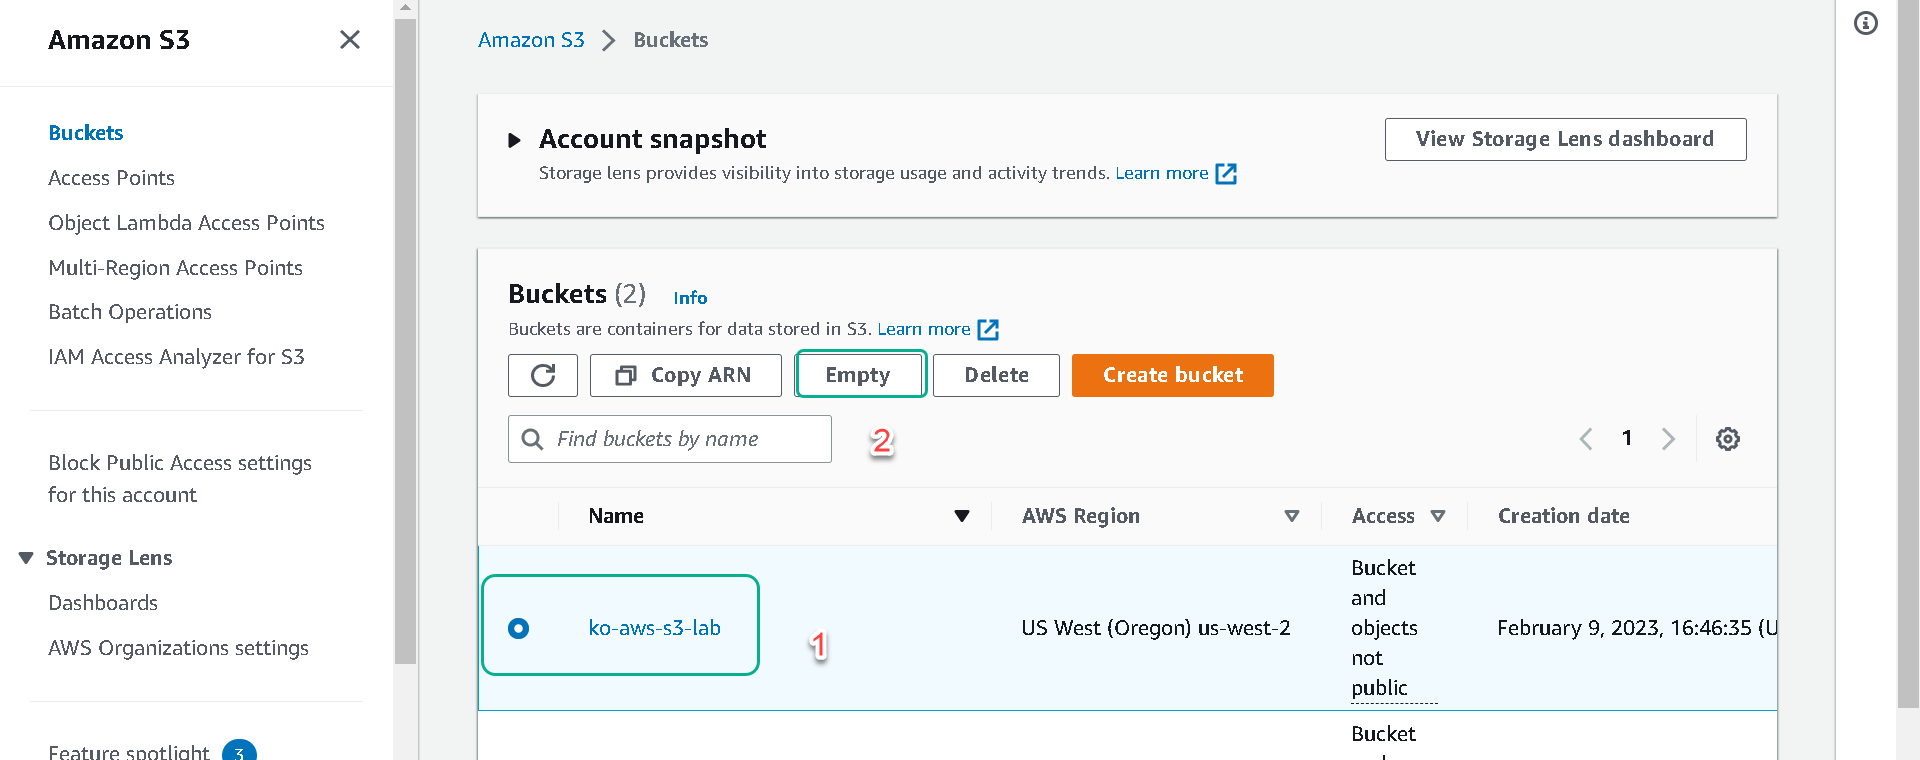 Amazon S3
Buckets
Access Points
Object Lambda Access Points
Multi-Region Access Points
Batch Operations
IAM Access Analyzer for S3
Block Public Access settings
for this account
Storage Lens
Dashboards
AWS Organizations settings
Feature spotlight 3
Amazon S3 > Buckets
Account snapshot
View Storage Lens dashboard
Storage lens provides visibility into storage usage and activity trends. Learn more
Buckets (2) Info
Buckets are containers for data stored in S3. Learn more
Copy ARN Empty Delete Create bucket
Find buckets by name 2 1
Name AWS Region Access Creation date
ko-aws-s3-lab 1 US West (Oregon) us-west-2
Bucket
and
objects
not
public
February 9, 2023, 16:46:35 (U
Bucket